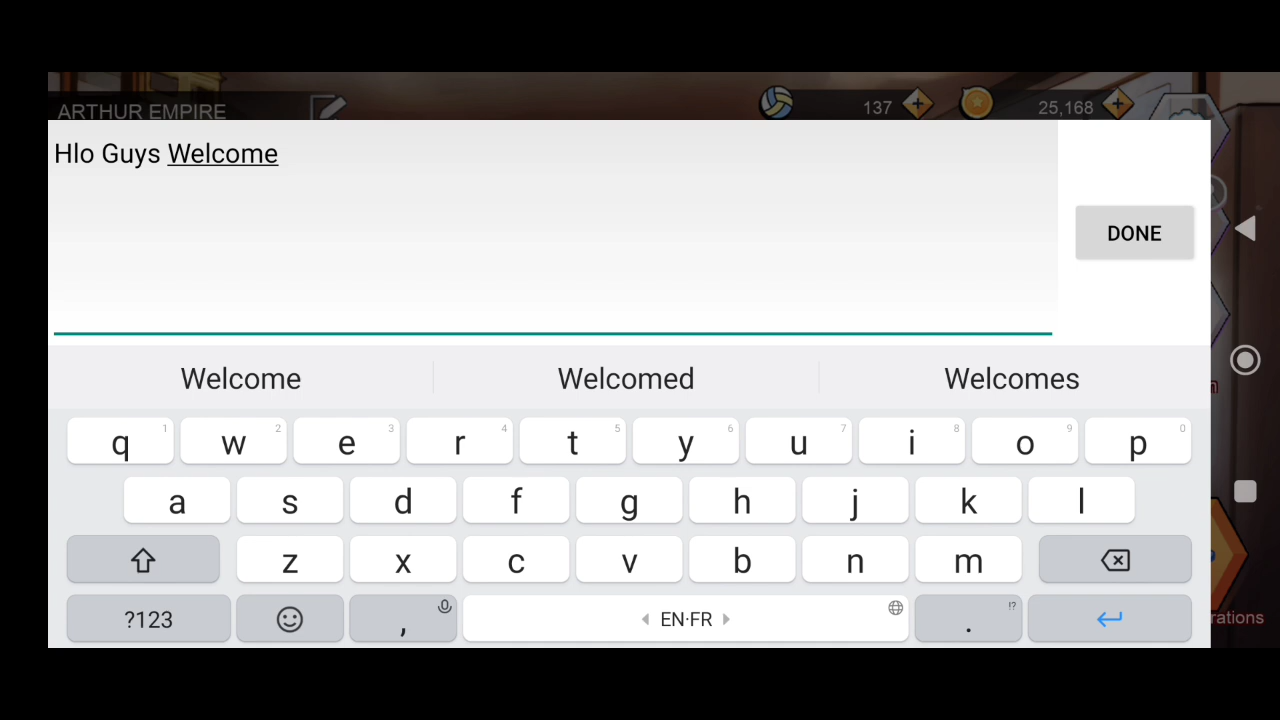 ARTHUR EMPIRE
137
25,168
Hlo Guys Welcome
DONE
Welcome Welcomed Welcomes
q 1 w 2 e 3 r 4 t 5 y 6 u 7 i 8 o 9 p 0
a s d f g h j k l
z x c v b n m
?123 , EN·FR . !?
rations